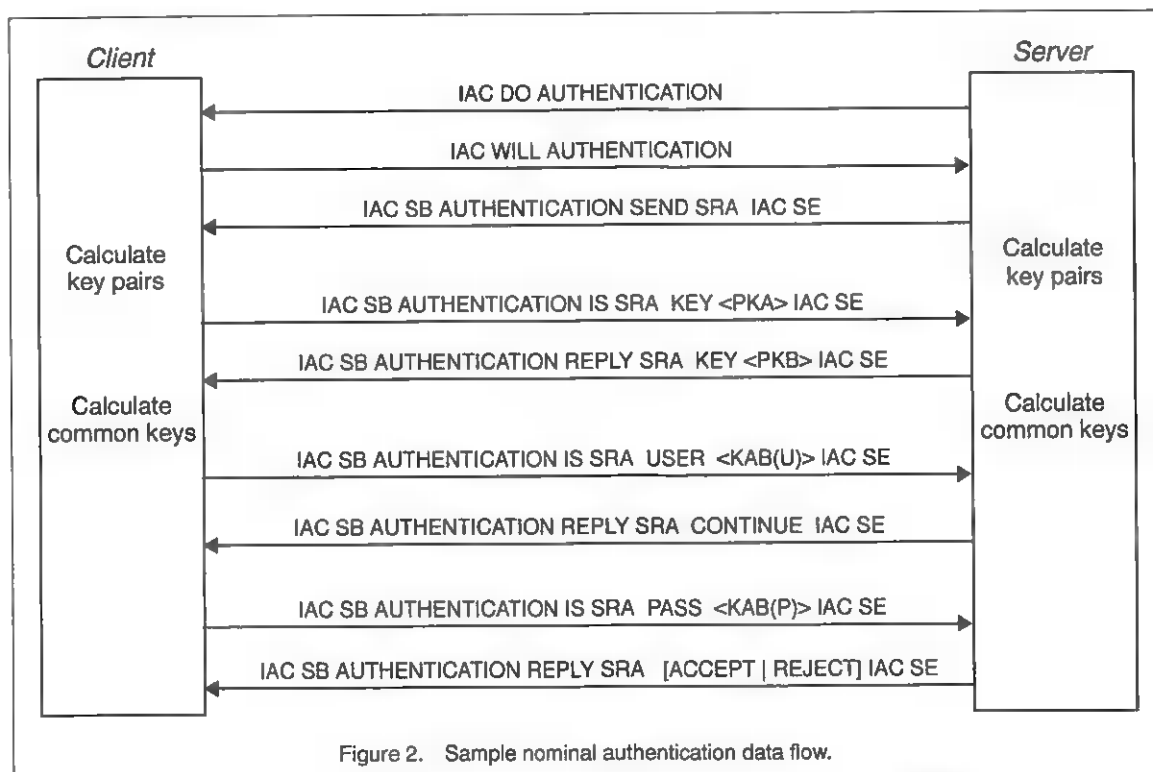 Client
Server
IAC DO AUTHENTICATION
IAC WILL AUTHENTICATION
IAC SB AUTHENTICATION SEND SRA IAC SE
Calculate
key pairs
Calculate
key pairs
IAC SB AUTHENTICATION IS SRA KEY <PKA> IAC SE
IAC SB AUTHENTICATION REPLY SRA KEY <PKB> IAC SE
Calculate
common keys
Calculate
common keys
IAC SB AUTHENTICATION IS SRA USER <KAB(U)> IAC SE
IAC SB AUTHENTICATION REPLY SRA CONTINUE IAC SE
IAC SB AUTHENTICATION IS SRA PASS <KAB(P)> IAC SE
IAC SB AUTHENTICATION REPLY SRA [ACCEPT | REJECT] IAC SE
Figure 2. Sample nominal authentication data flow.